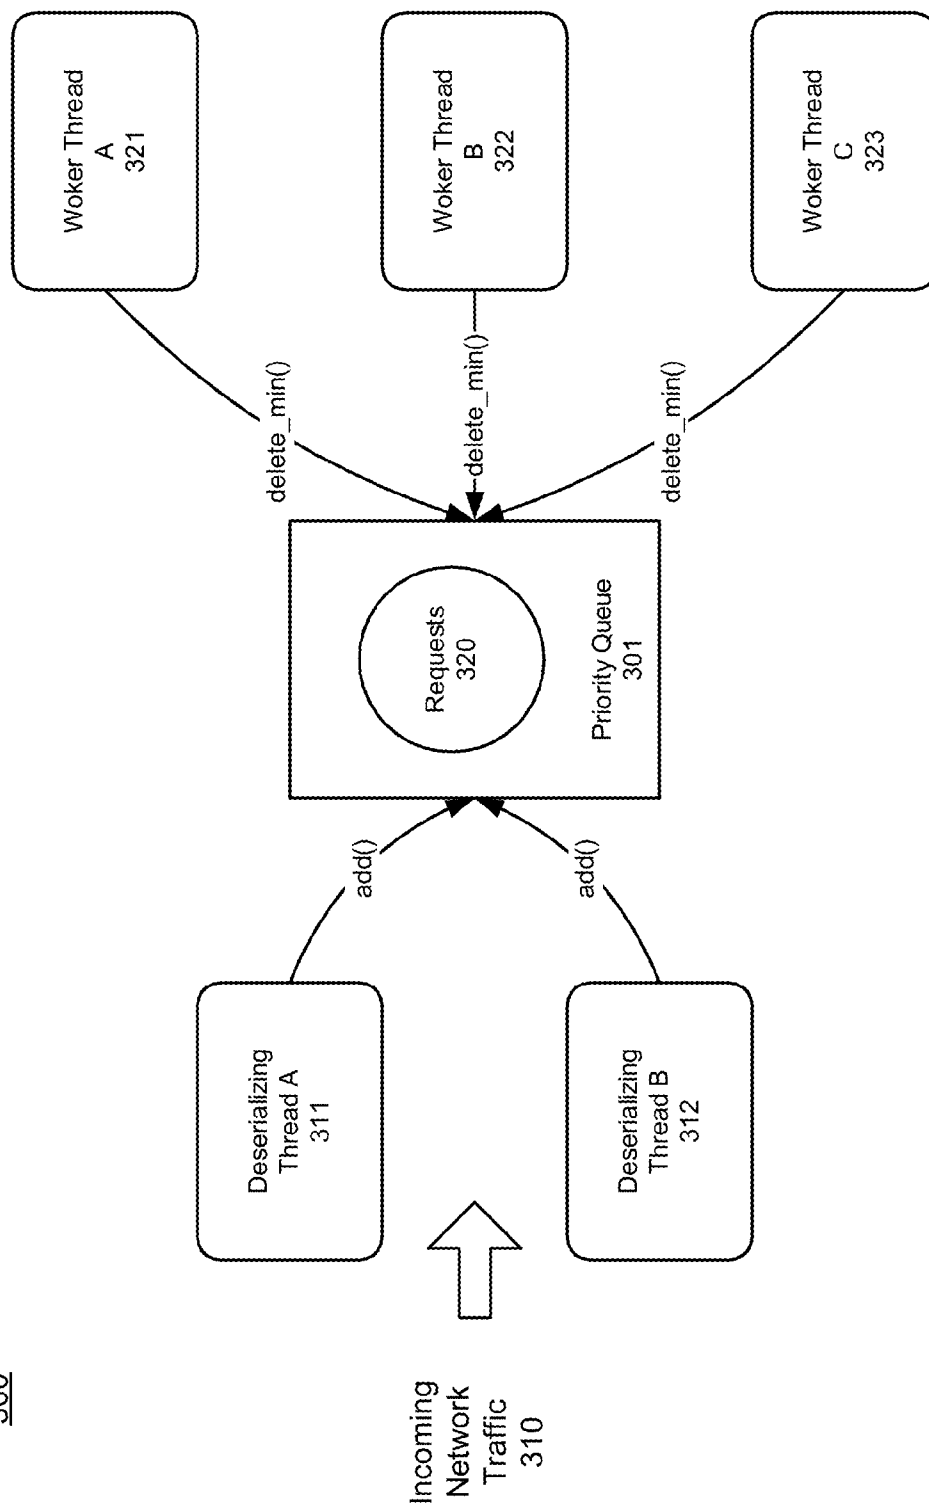 Incoming
Network
Traffic
310
Deserializing
Thread A
311
Deserializing
Thread B
312
add()
add()
Requests
320
Priority Queue
301
delete_min()
delete_min()
delete_min()
Woker Thread
A
321
Woker Thread
B
322
Woker Thread
C
323